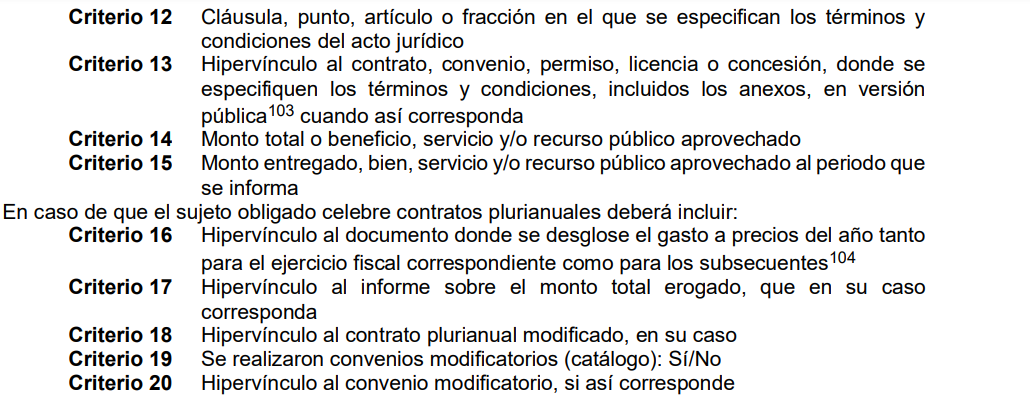 Criterio 12 Cláusula, punto, artículo o fracción en el que se especifican los términos y
condiciones del acto jurídico
Criterio 13 Hipervínculo al contrato, convenio, permiso, licencia o concesión, donde se
especifiquen los términos y condiciones, incluidos los anexos, en versión
pública103 cuando así corresponda
Criterio 14 Monto total o beneficio, servicio y/o recurso público aprovechado
Criterio 15 Monto entregado, bien, servicio y/o recurso público aprovechado al periodo que
se informa
En caso de que el sujeto obligado celebre contratos plurianuales deberá incluir:
Criterio 16 Hipervínculo al documento donde se desglose el gasto a precios del año tanto
para el ejercicio fiscal correspondiente como para los subsecuentes104
Criterio 17 Hipervínculo al informe sobre el monto total erogado, que en su caso
corresponda
Criterio 18 Hipervínculo al contrato plurianual modificado, en su caso
Criterio 19 Se realizaron convenios modificatorios (catálogo): Sí/No
Criterio 20 Hipervínculo al convenio modificatorio, si así corresponde